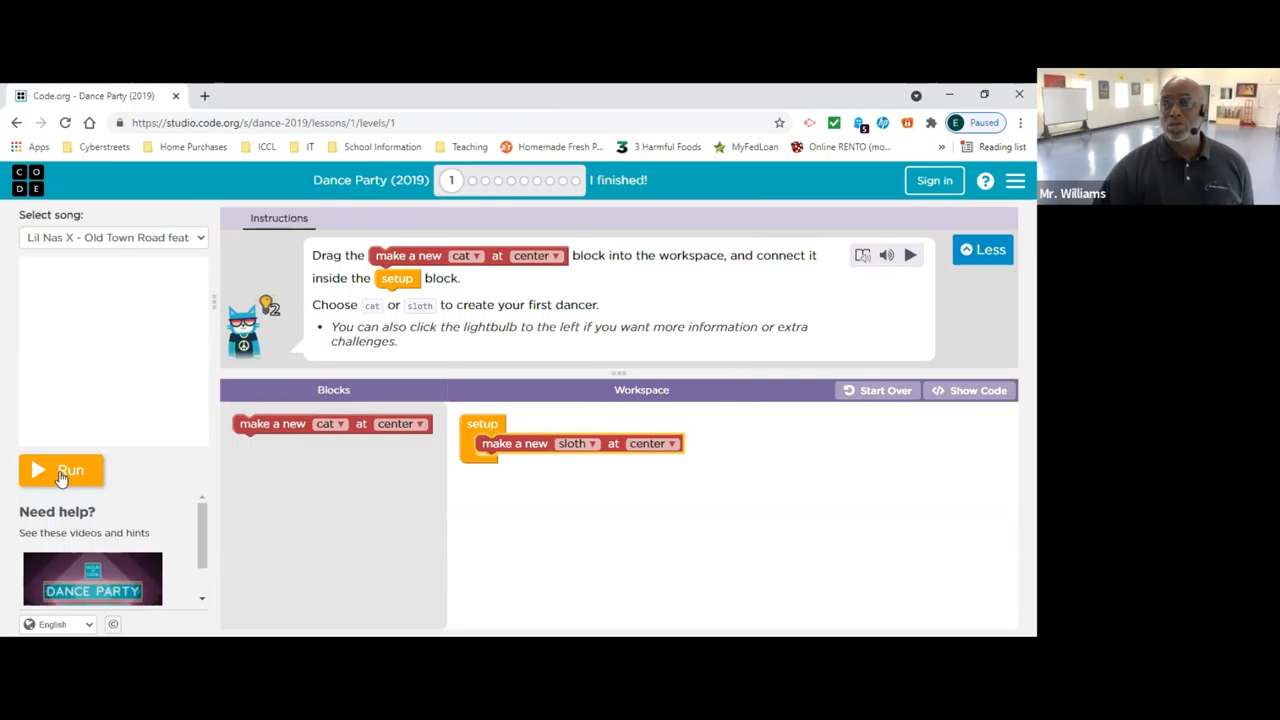 Code.org - Dance Party (2019)
https://studio.code.org/s/dance-2019/lessons/1/levels/1
5
E Paused
Apps Cyberstreets Home Purchases ICCL IT School Information Teaching Homemade Fresh P... 3 Harmful Foods MyFedLoan Online RENTO (mo... » Reading list
C O D E
Dance Party (2019) 1 I finished! Sign in ?
Mr. Williams
Select song:
Lil Nas X - Old Town Road feat.
Instructions
Drag the make a new cat at center block into the workspace, and connect it
inside the setup block.
Choose cat or sloth to create your first dancer.
• You can also click the lightbulb to the left if you want more information or extra
challenges.
2
Less
Blocks Workspace Start Over </> Show Code
make a new cat at center
setup
make a new sloth at center
Run
Need help?
See these videos and hints
DANCE PARTY
English ©